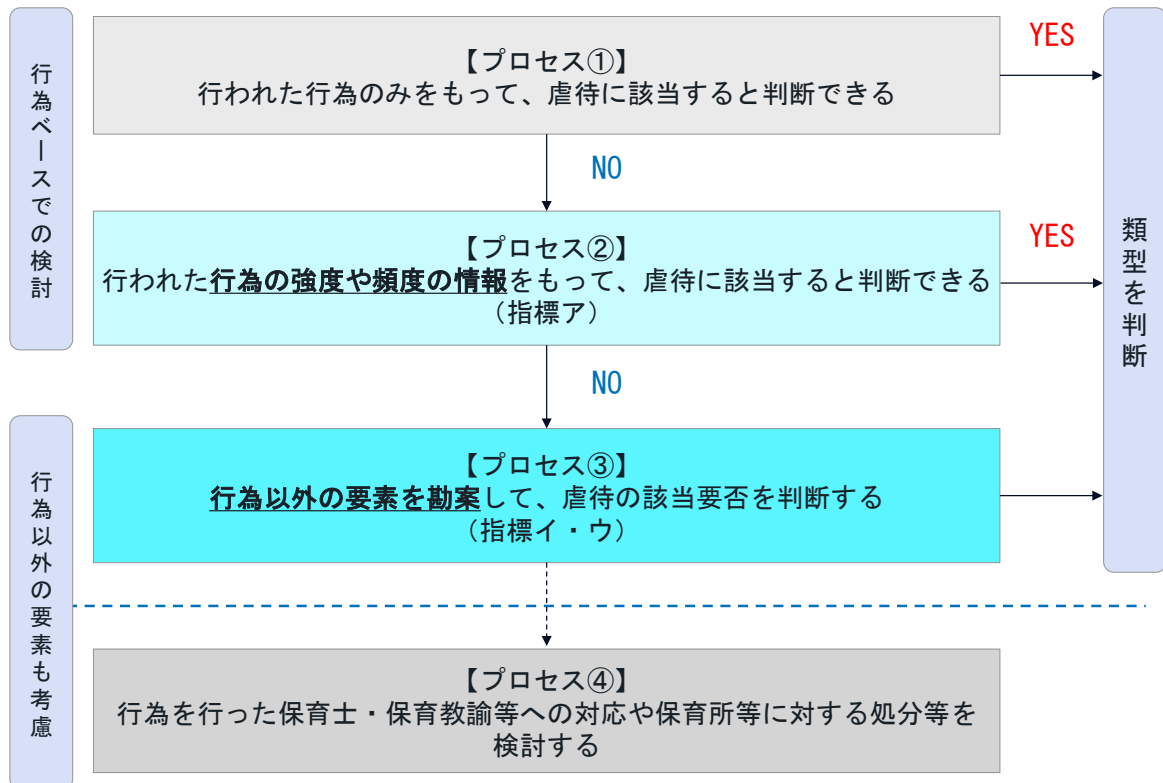 行為ベースでの検討
【プロセス①】
行われた行為のみをもって、虐待に該当すると判断できる
YES
NO
【プロセス②】
行われた行為の強度や頻度の情報をもって、虐待に該当すると判断できる
（指標ア）
YES
類型を判断
NO
行為以外の要素も考慮
【プロセス③】
行為以外の要素を勘案して、虐待の該当要否を判断する
（指標イ・ウ）
【プロセス④】
行為を行った保育士・保育教諭等への対応や保育所等に対する処分等を
検討する